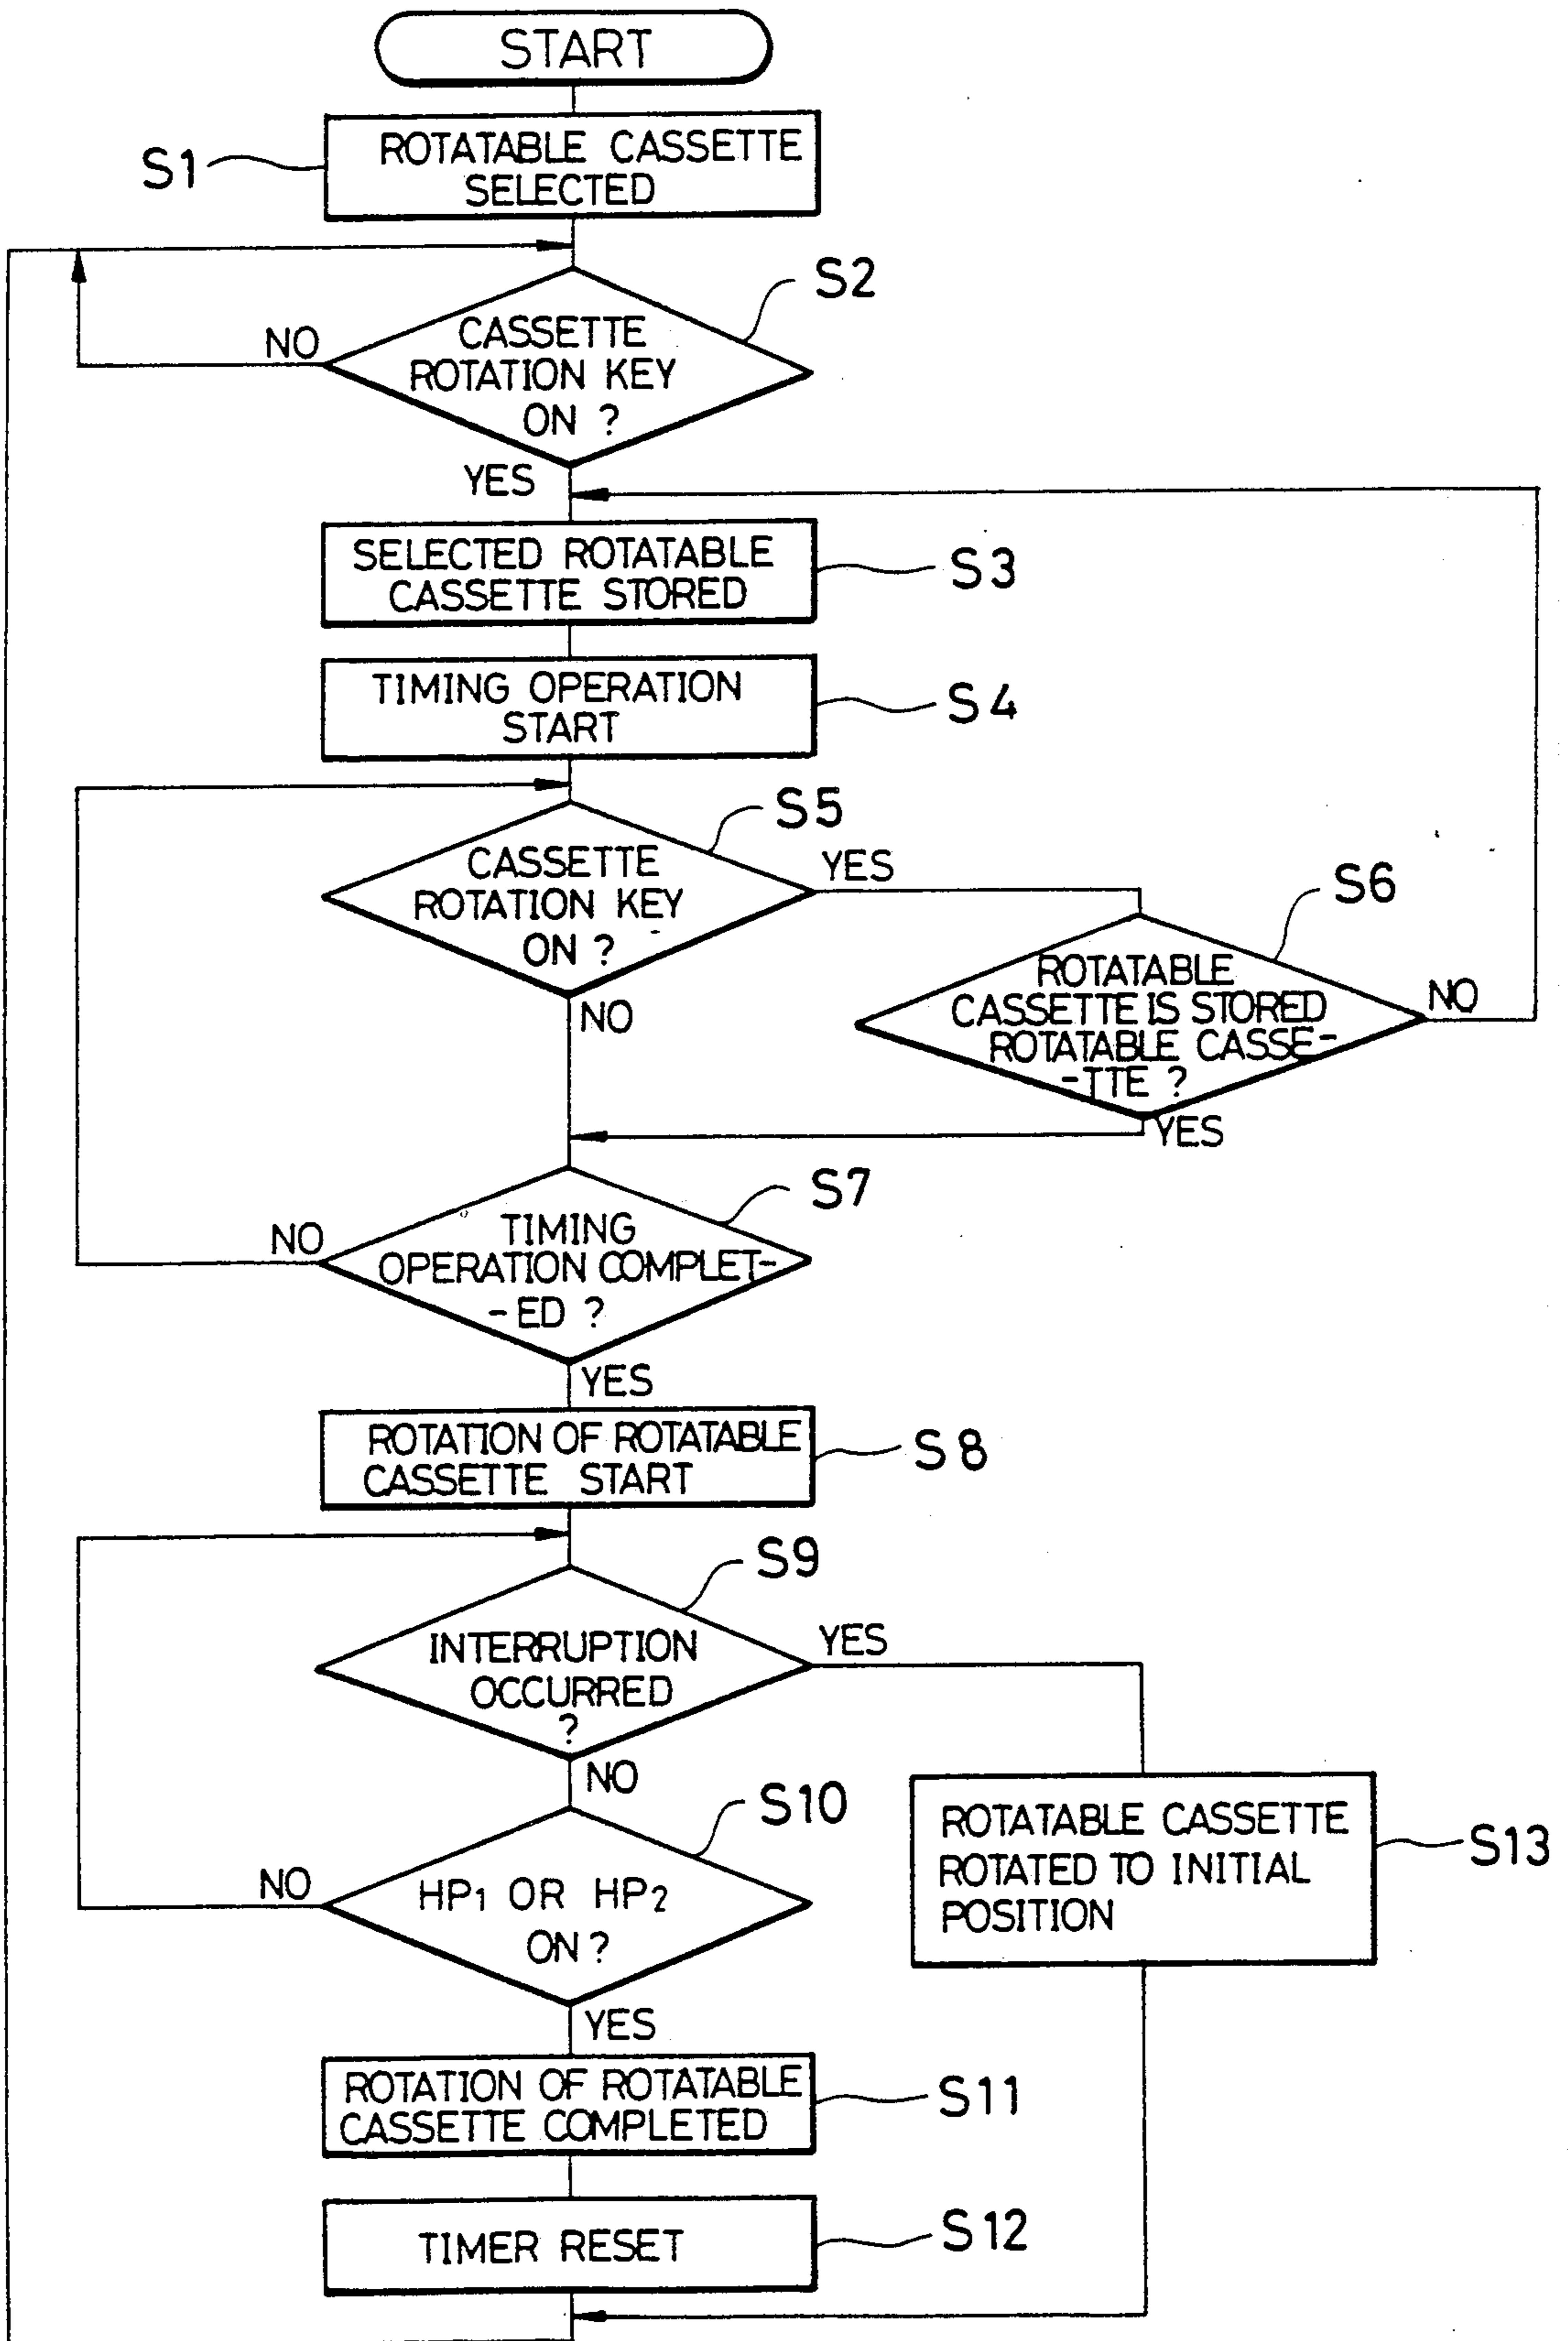 START
S1
ROTATABLE CASSETTE
SELECTED
S2
NO
CASSETTE
ROTATION KEY
ON ?
YES
SELECTED ROTATABLE
CASSETTE STORED
S3
TIMING OPERATION
START
S4
S5
CASSETTE
ROTATION KEY
ON ?
YES
S6
NO
ROTATABLE
CASSETTE IS STORED
ROTATABLE CASSE-
-TTE ?
NO
YES
S7
NO
TIMING
OPERATION COMPLET-
-ED ?
YES
ROTATION OF ROTATABLE
CASSETTE START
S8
S9
INTERRUPTION
OCCURRED
?
YES
NO
S10
NO
HP1 OR HP2
ON ?
ROTATABLE CASSETTE
ROTATED TO INITIAL
POSITION
S13
YES
ROTATION OF ROTATABLE
CASSETTE COMPLETED
S11
TIMER RESET
S12